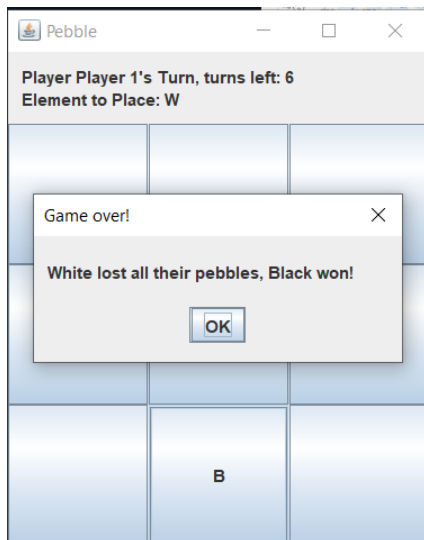 Pebble
Player Player 1's Turn, turns left: 6
Element to Place: W
Game over!
White lost all their pebbles, Black won!
OK
B